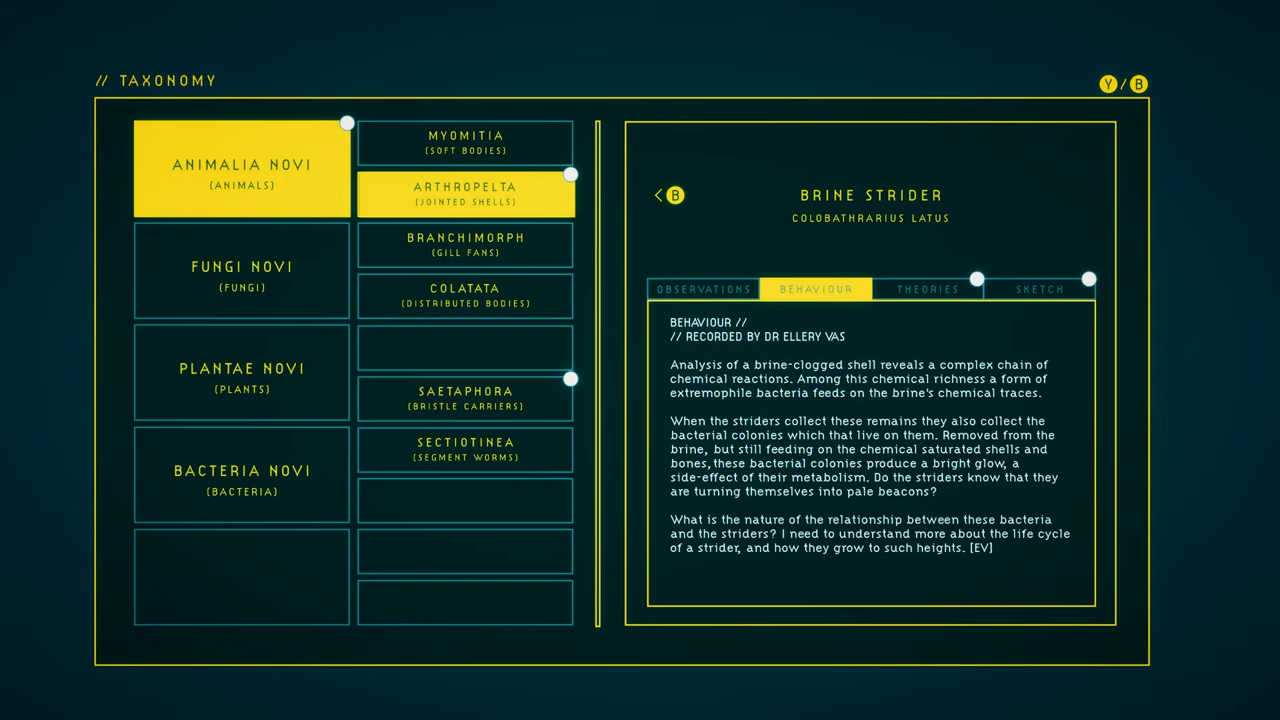 // TAXONOMY
Y / B
ANIMALIA NOVI
(ANIMALS)
FUNGI NOVI
(FUNGI)
PLANTAE NOVI
(PLANTS)
BACTERIA NOVI
(BACTERIA)
MYOMITIA
(SOFT BODIES)
ARTHROPELTA
(JOINTED SHELLS)
BRANCHIMORPH
(GILL FANS)
COLATATA
(DISTRIBUTED BODIES)
SAETAPHORA
(BRISTLE CARRIERS)
SECTIOTINEA
(SEGMENT WORMS)
< B
BRINE STRIDER
COLOBATHRARIUS LATUS
OBSERVATIONS BEHAVIOUR THEORIES SKETCH
BEHAVIOUR //
// RECORDED BY DR ELLERY VAS
Analysis of a brine-clogged shell reveals a complex chain of
chemical reactions. Among this chemical richness a form of
extremophile bacteria feeds on the brine's chemical traces.
When the striders collect these remains they also collect the
bacterial colonies which that live on them. Removed from the
brine, but still feeding on the chemical saturated shells and
bones,these bacterial colonies produce a bright glow, a
side-effect of their metabolism. Do the striders know that they
are turning themselves into pale beacons?
What is the nature of the relationship between these bacteria
and the striders? I need to understand more about the life cycle
of a strider, and how they grow to such heights. [EV]